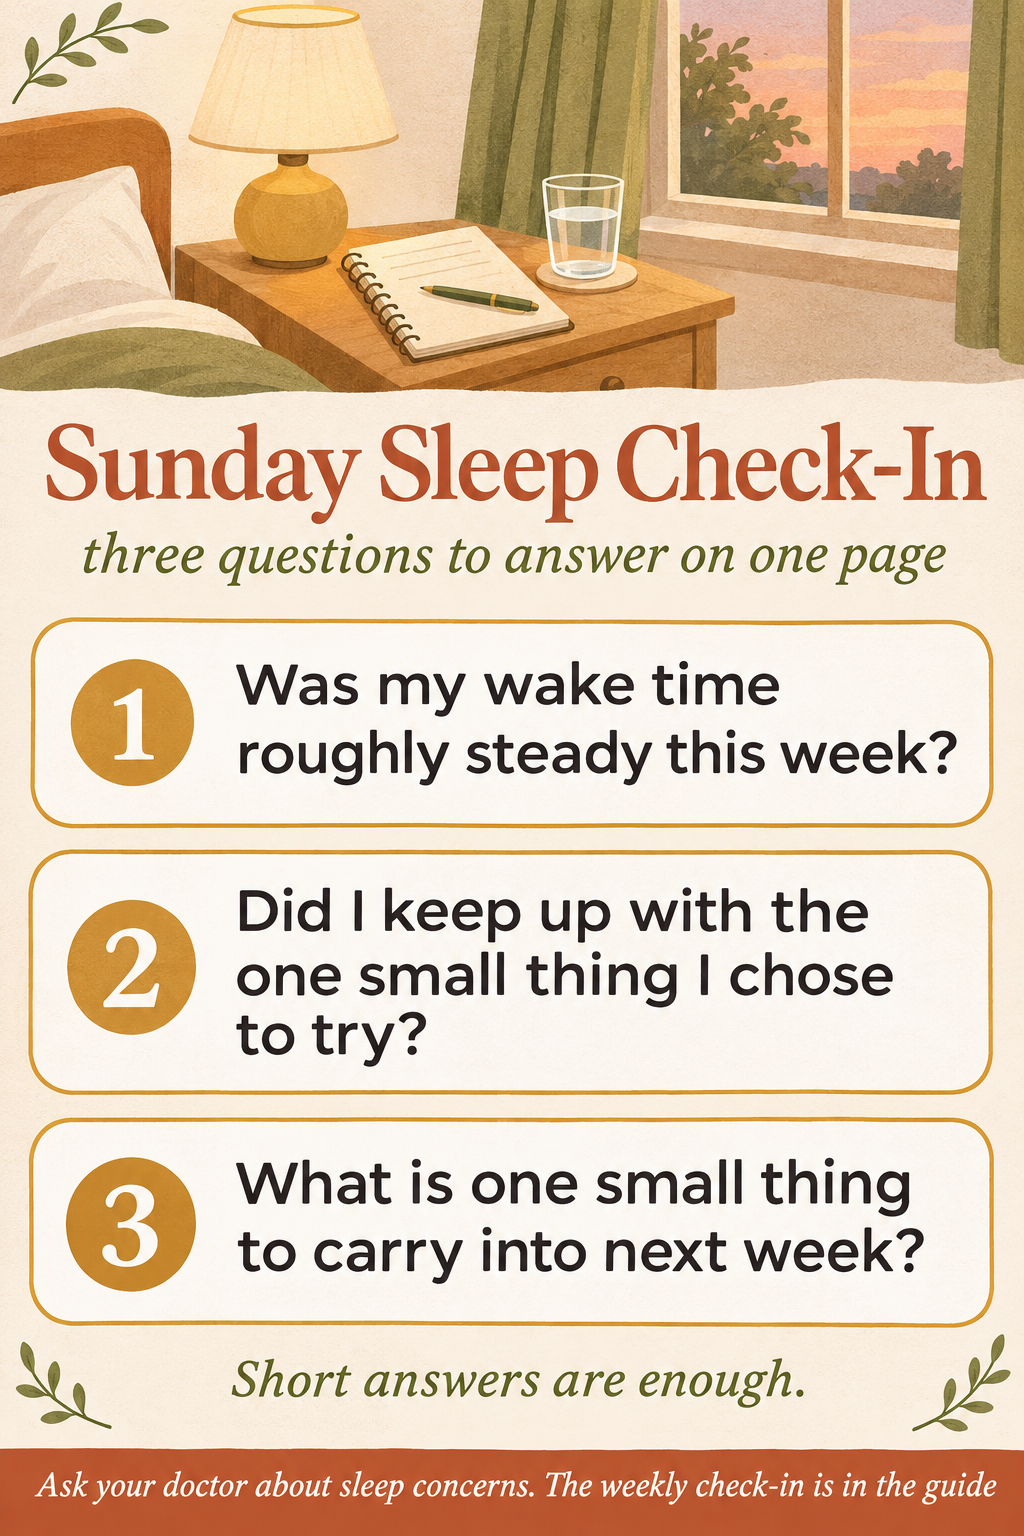 Sunday Sleep Check-In
three questions to answer on one page
1
Was my wake time
roughly steady this week?
2
Did I keep up with the
one small thing I chose
to try?
3
What is one small thing
to carry into next week?
Short answers are enough.
Ask your doctor about sleep concerns. The weekly check-in is in the guide